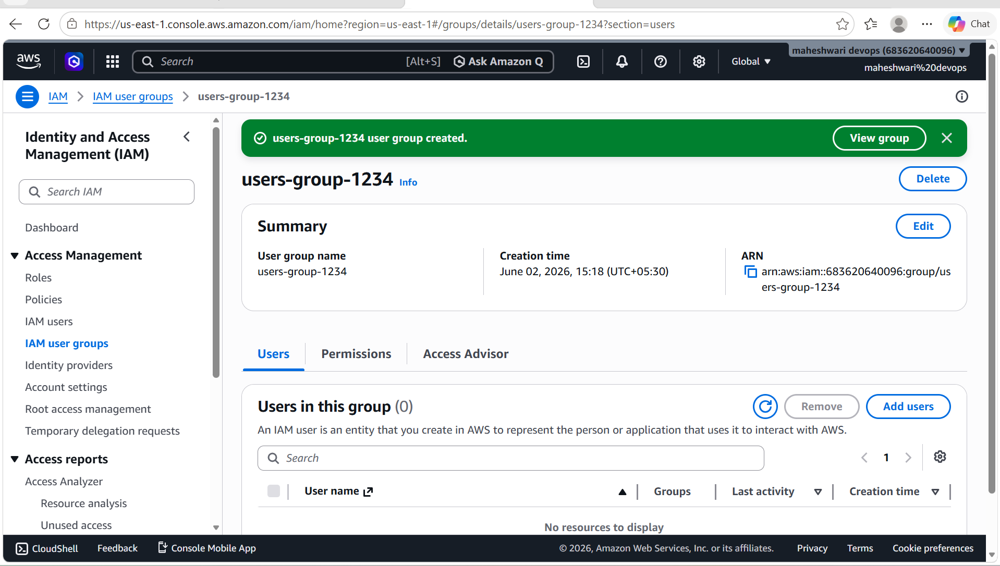 https://us-east-1.console.aws.amazon.com/iam/home?region=us-east-1#/groups/details/users-group-1234?section=users
Chat
aws
Search
[Alt+S]
Ask Amazon Q
Global
maheshwari devops (683620640096)
maheshwari%20devops
IAM
IAM user groups
users-group-1234
Identity and Access
Management (IAM)
Search IAM
Dashboard
Access Management
Roles
Policies
IAM users
IAM user groups
Identity providers
Account settings
Root access management
Temporary delegation requests
Access reports
Access Analyzer
Resource analysis
Unused access
users-group-1234 user group created.
View group
users-group-1234 Info
Delete
Summary
Edit
User group name
users-group-1234
Creation time
June 02, 2026, 15:18 (UTC+05:30)
ARN
arn:aws:iam::683620640096:group/us
ers-group-1234
Users
Permissions
Access Advisor
Users in this group (0)
Remove
Add users
An IAM user is an entity that you create in AWS to represent the person or application that uses it to interact with AWS.
Search
1
User name
Groups
Last activity
Creation time
No resources to display
CloudShell
Feedback
Console Mobile App
© 2026, Amazon Web Services, Inc. or its affiliates.
Privacy
Terms
Cookie preferences